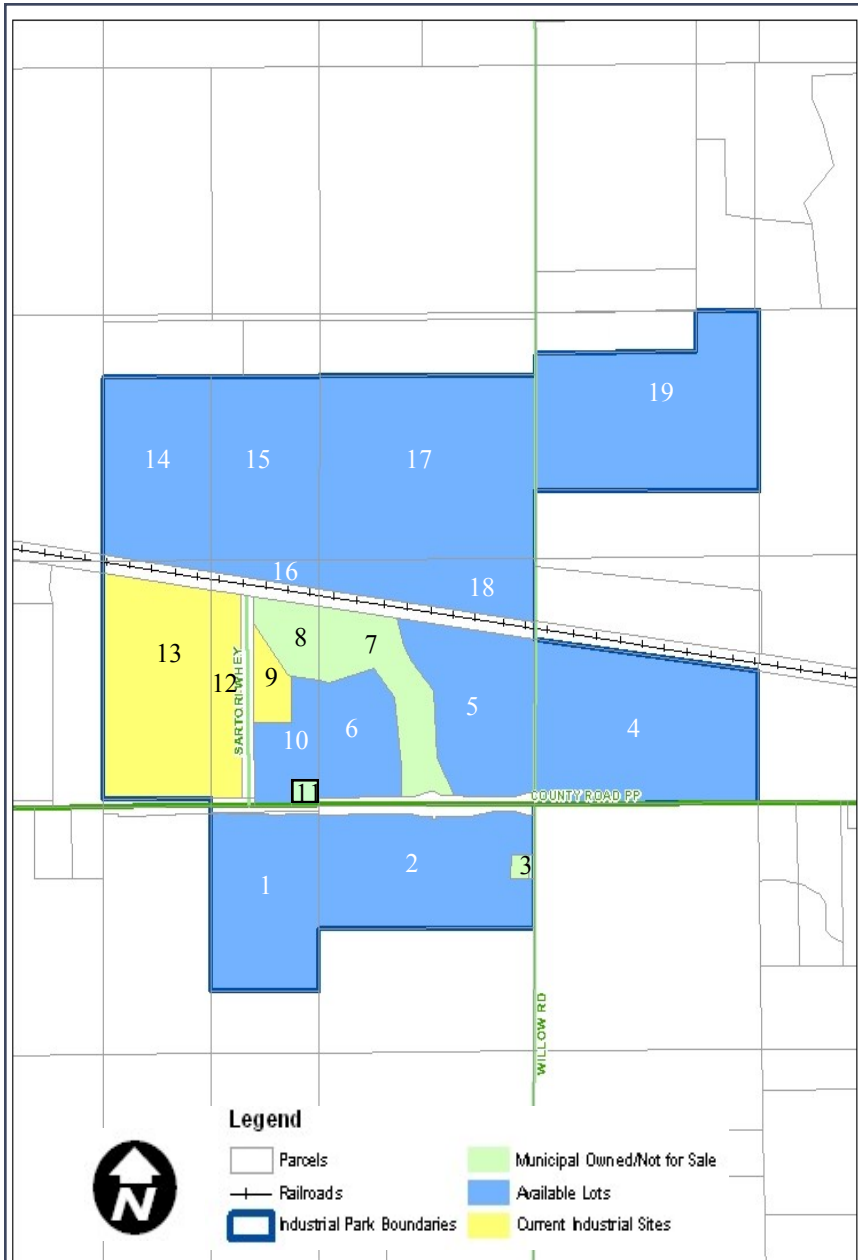 19
14
15
17
16
18
13
8
7
9
12
SARTORI WHEY
5
4
6
10
11
COUNTY ROAD PP
2
3
1
WILLOW RD
Legend
Parcels
Municipal Owned/Not for Sale
Railroads
Available Lots
Industrial Park Boundaries
Current Industrial Sites
N